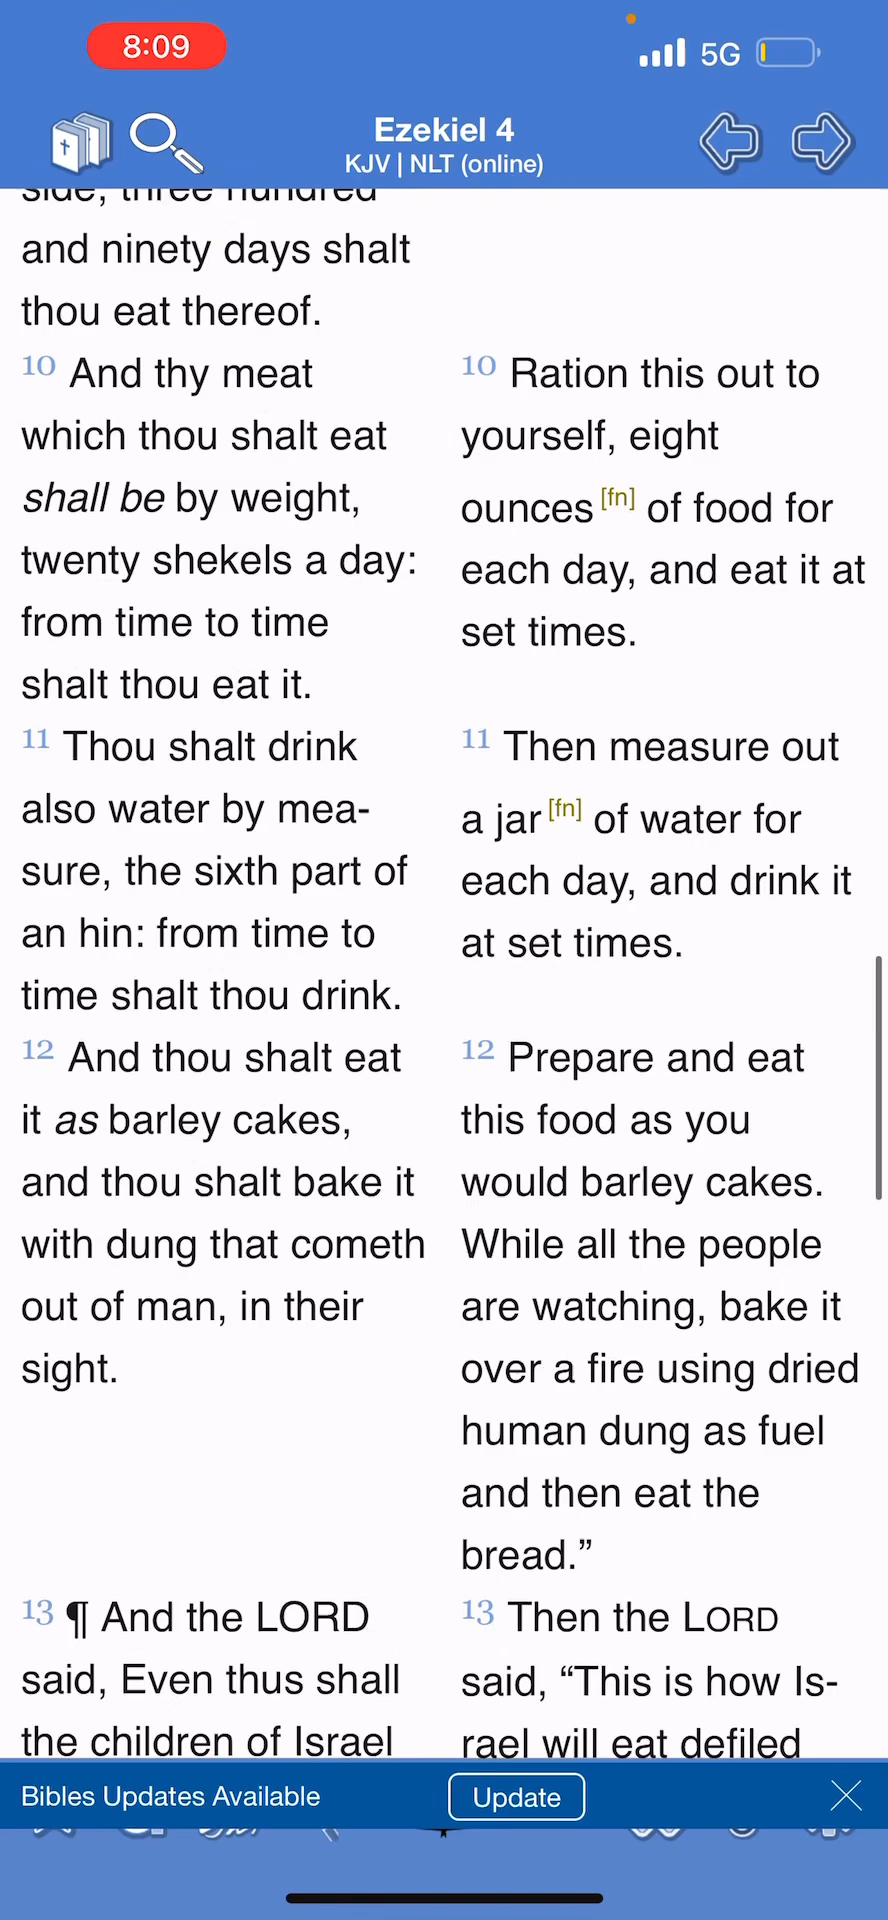 8:09
5G
Ezekiel 4
KJV | NLT (online)
side, three hundred
and ninety days shalt
thou eat thereof.
10 And thy meat
which thou shalt eat
shall be by weight,
twenty shekels a day:
from time to time
shalt thou eat it.
11 Thou shalt drink
also water by mea-
sure, the sixth part of
an hin: from time to
time shalt thou drink.
12 And thou shalt eat
it as barley cakes,
and thou shalt bake it
with dung that cometh
out of man, in their
sight.
13 ¶ And the LORD
said, Even thus shall
the children of Israel
10 Ration this out to
yourself, eight
ounces [fn] of food for
each day, and eat it at
set times.
11 Then measure out
a jar [fn] of water for
each day, and drink it
at set times.
12 Prepare and eat
this food as you
would barley cakes.
While all the people
are watching, bake it
over a fire using dried
human dung as fuel
and then eat the
bread.”
13 Then the LORD
said, “This is how Is-
rael will eat defiled
Bibles Updates Available
Update